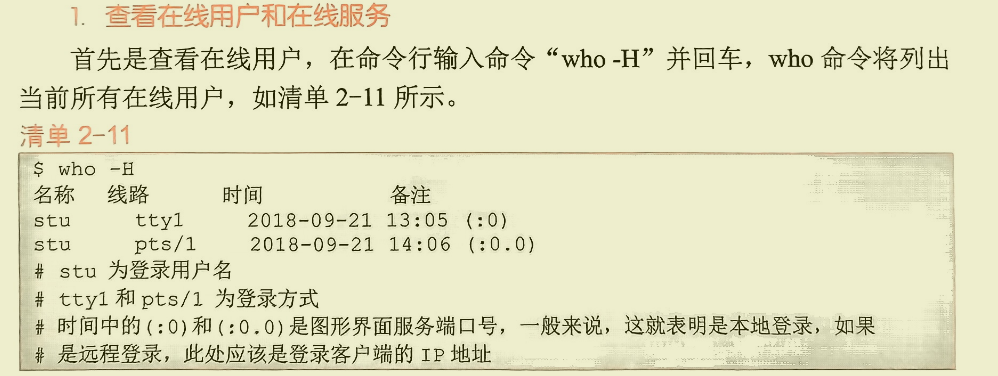 1. 查看在线用户和在线服务
首先是查看在线用户，在命令行输入命令“who -H”并回车，who 命令将列出
当前所有在线用户，如清单 2-11 所示。
清单 2-11
$ who -H
名称 线路 时间 备注
stu tty1 2018-09-21 13:05 (:0)
stu pts/1 2018-09-21 14:06 (:0.0)
# stu 为登录用户名
# tty1 和 pts/1 为登录方式
# 时间中的(:0)和(:0.0)是图形界面服务端口号，一般来说，这就表明是本地登录，如果
# 是远程登录，此处应该是登录客户端的 IP 地址